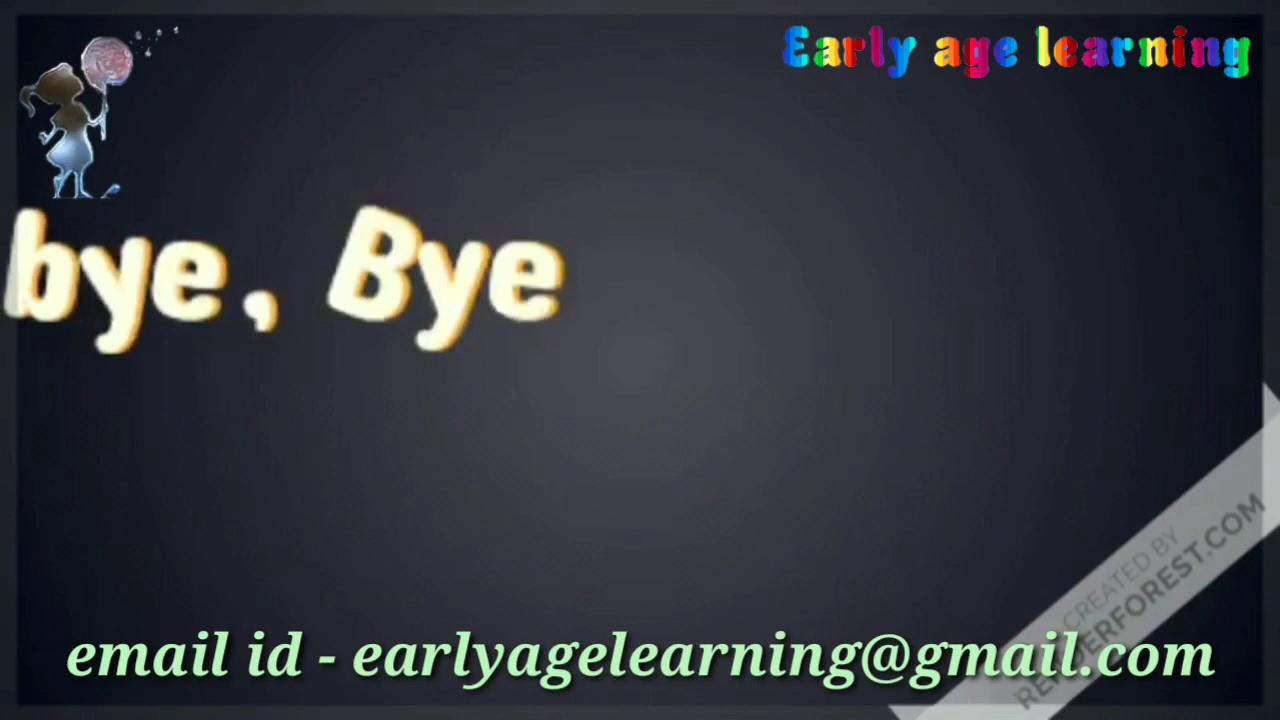 Early age learning
bye, Bye
CREATED BY
RENDERFOREST.COM
email id - earlyagelearning@gmail.com